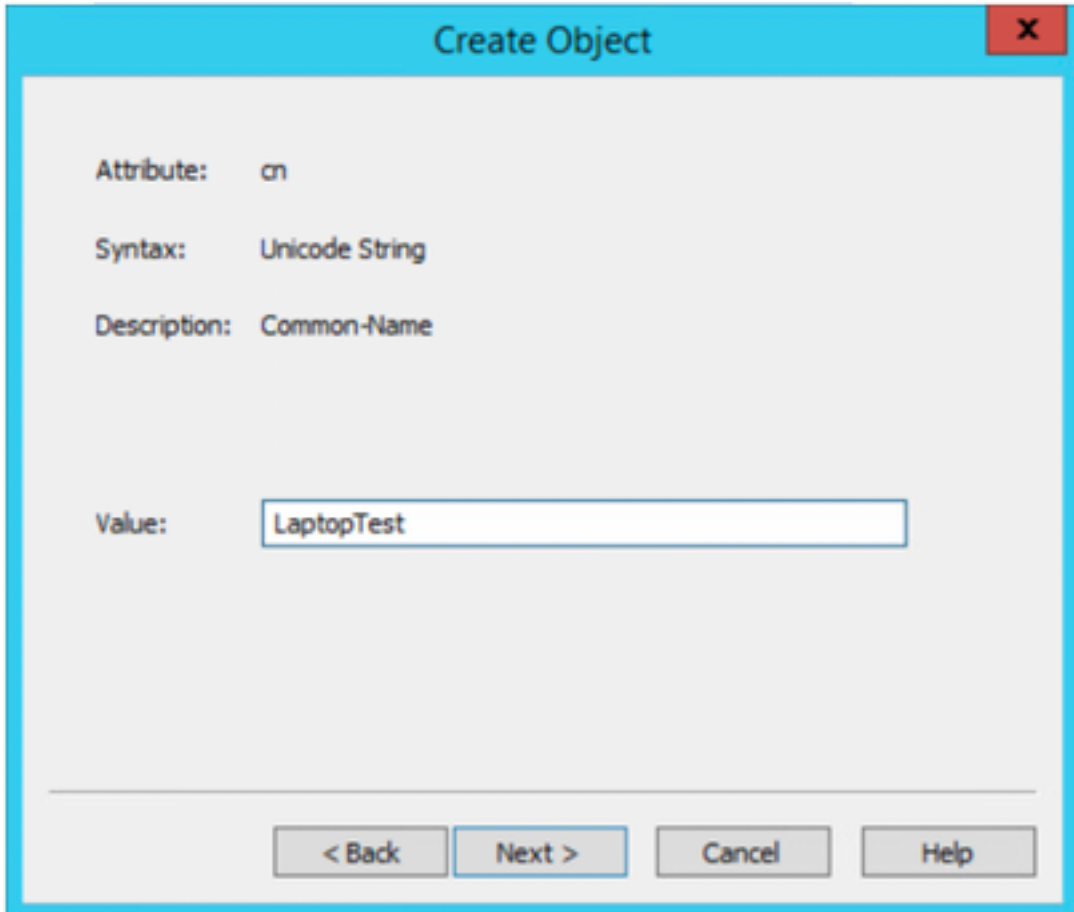 Create Object
x
Attribute: cn
Syntax: Unicode String
Description: Common-Name
Value: LaptopTest
< Back Next > Cancel Help